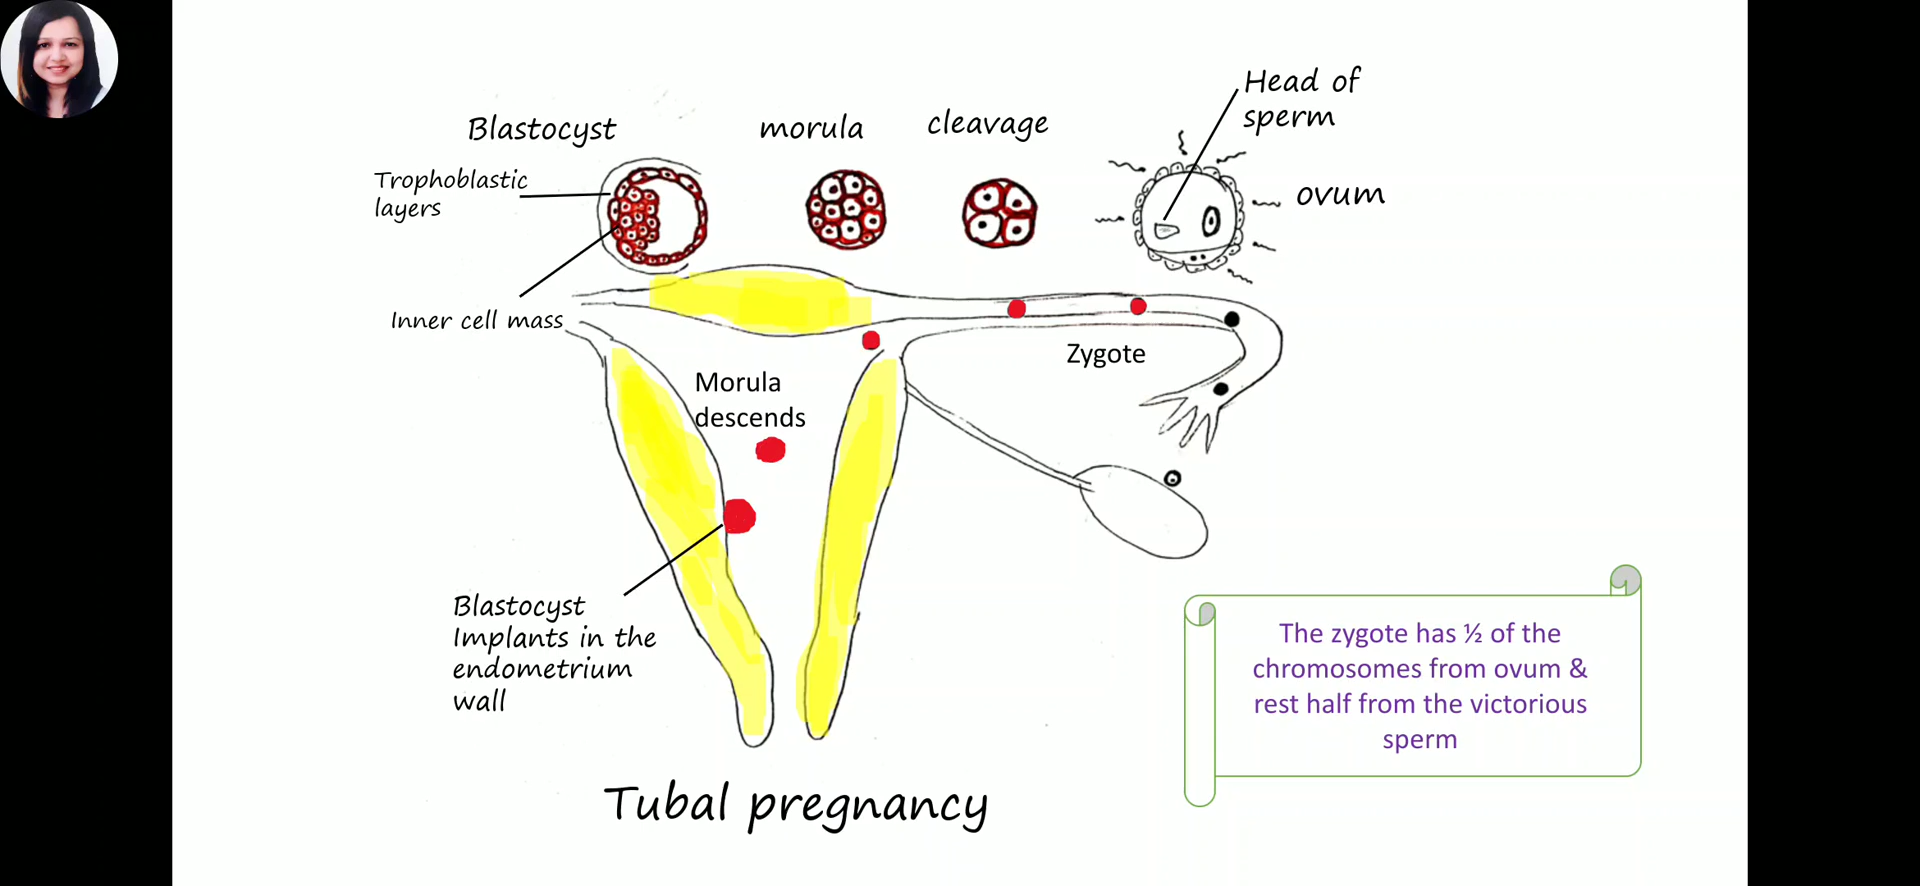 Head of
sperm
Blastocyst
morula
cleavage
Trophoblastic
layers
ovum
Inner cell mass
Zygote
Morula
descends
Blastocyst
Implants in the
endometrium
wall
The zygote has ½ of the
chromosomes from ovum &
rest half from the victorious
sperm
Tubal pregnancy